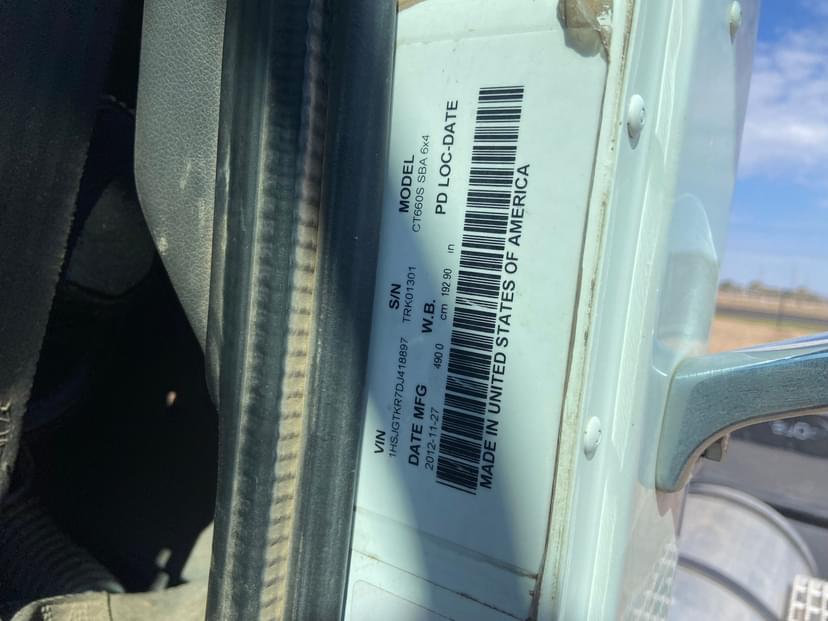 VIN S/N MODEL
1HSJGTKR7DJ418897 TRK01301 CT660S SBA 6x4
DATE MFG W.B. PD LOC-DATE
2012-11-27 490 0 cm 192 90 in
MADE IN UNITED STATES OF AMERICA